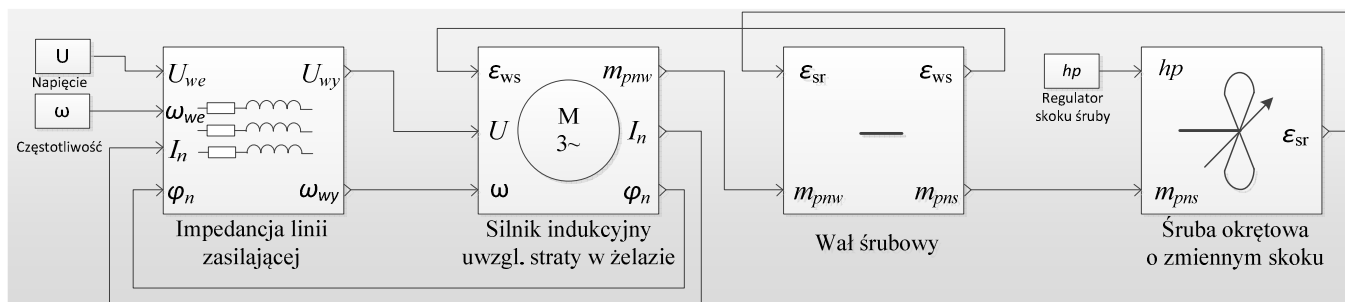 U
Napięcie
ω
Częstotliwość
U_we
U_wy
ω_we
I_n
φ_n
ω_wy
Impedancja linii
zasilającej
ε_ws
m_pnw
U
M
3~
I_n
ω
φ_n
Silnik indukcyjny
uwzgl. straty w żelazie
ε_sr
ε_ws
m_pnw
m_pns
Wał śrubowy
hp
Regulator
skoku śruby
hp
ε_sr
m_pns
Śruba okrętowa
o zmiennym skoku